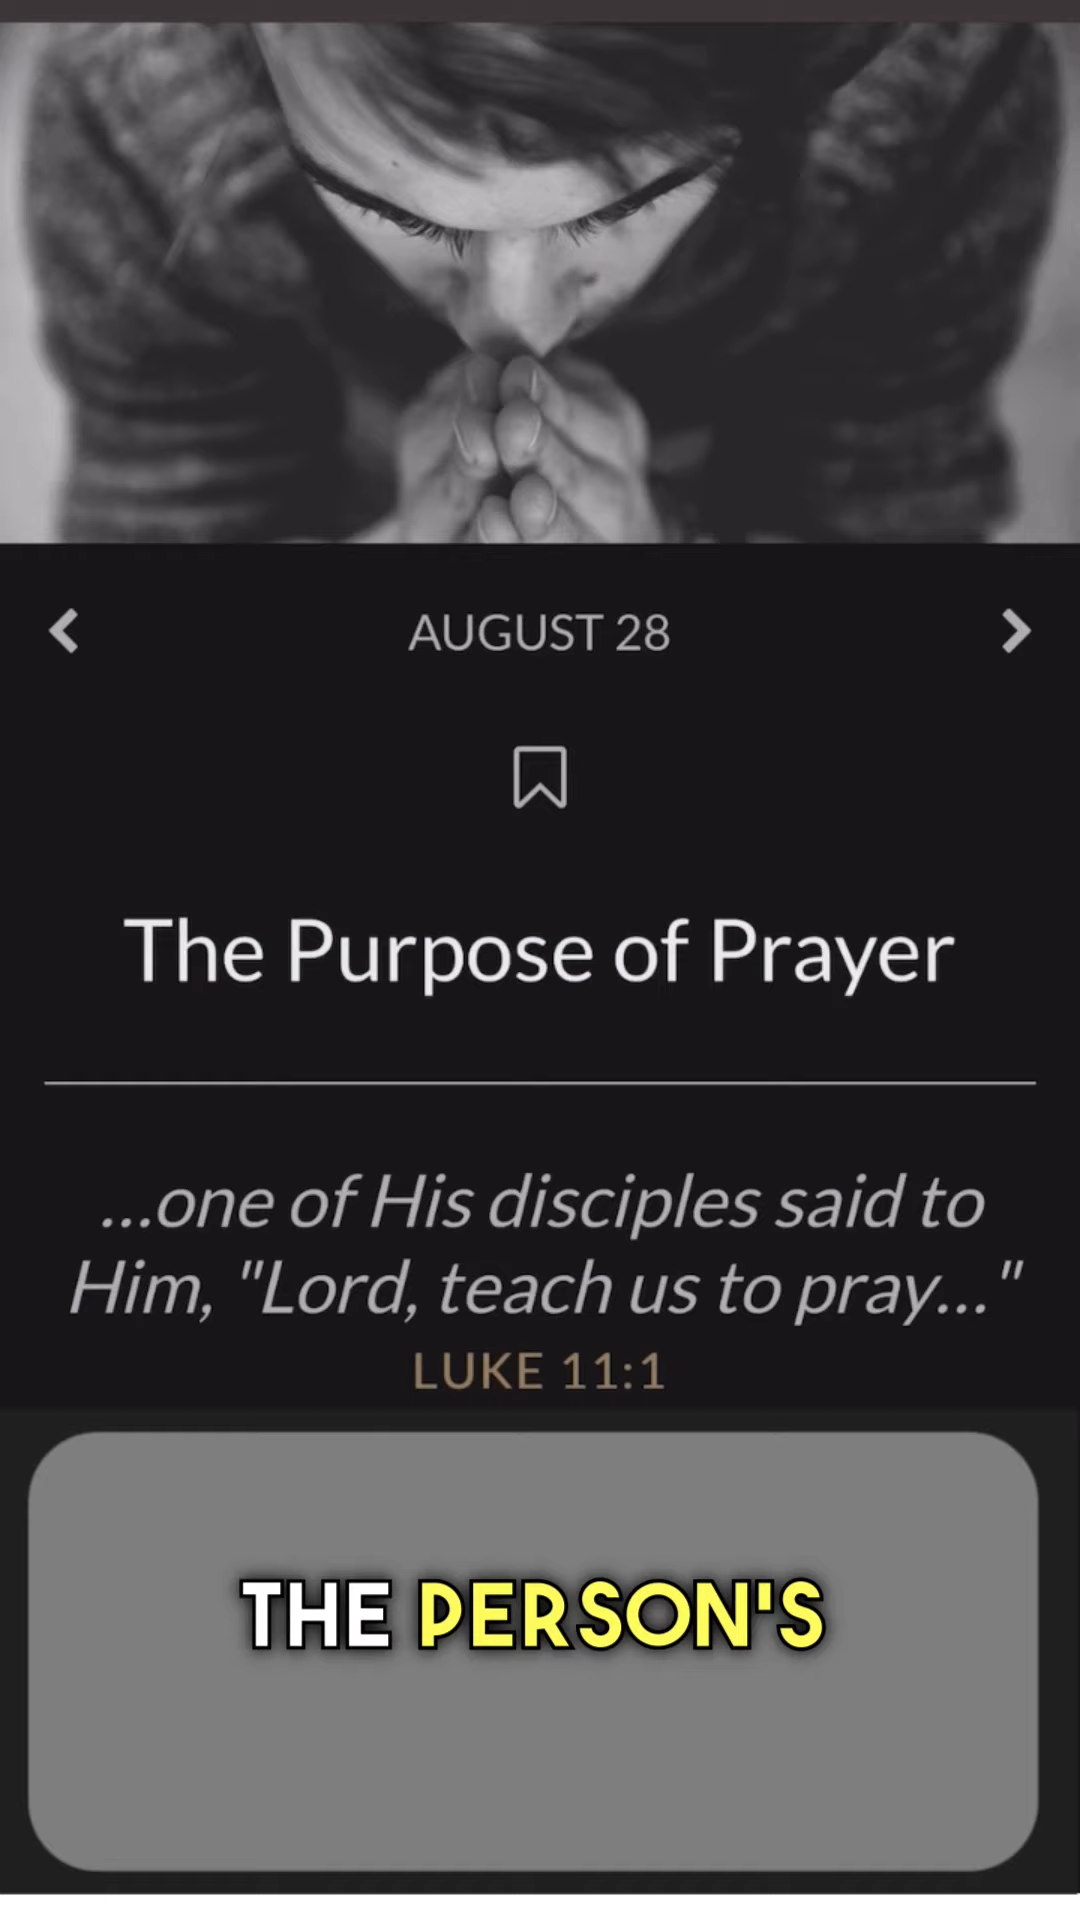 AUGUST 28
The Purpose of Prayer
...one of His disciples said to
Him, "Lord, teach us to pray..."
LUKE 11:1
THE PERSON'S